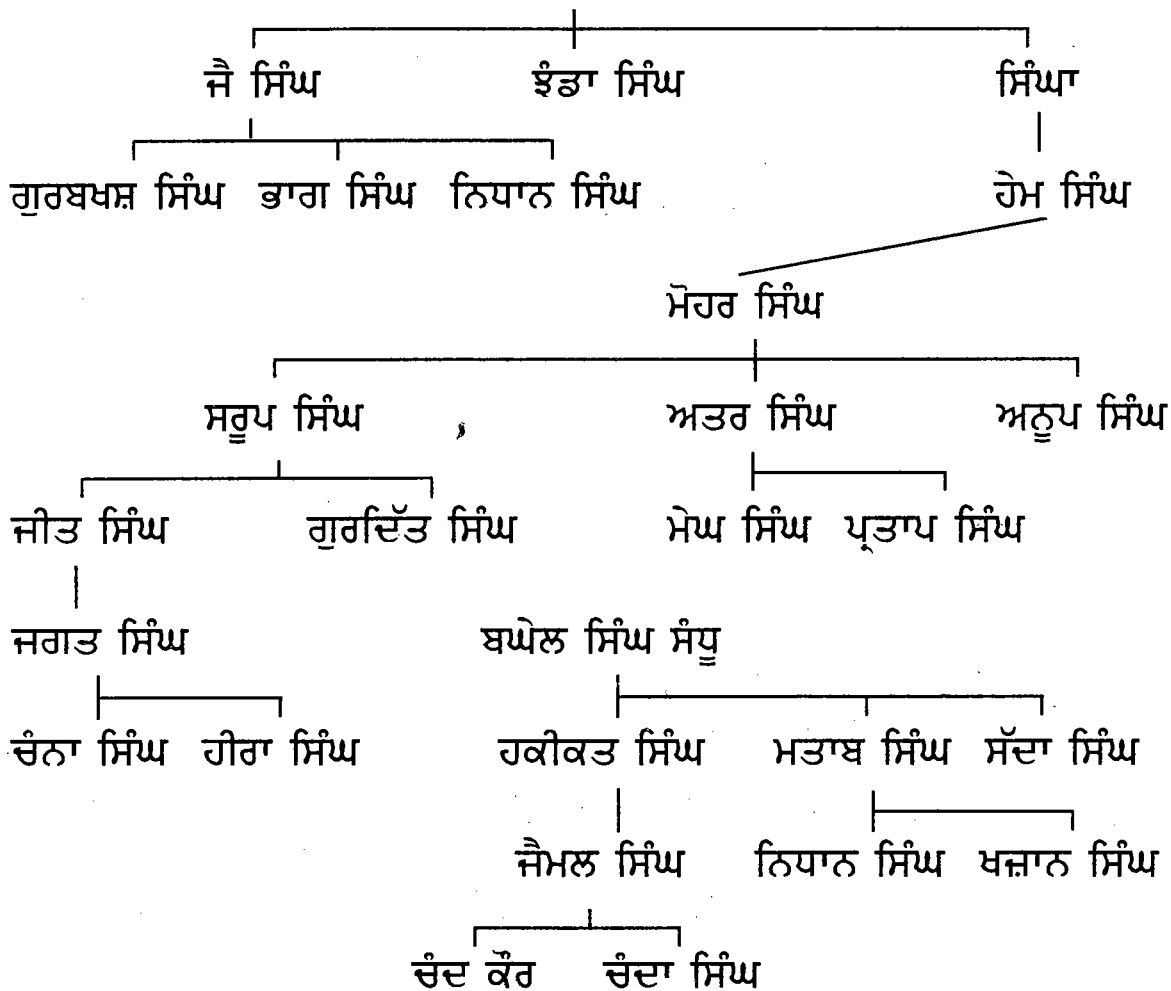 ਜੈ ਸਿੰਘ ਝੰਡਾ ਸਿੰਘ ਸਿੰਘਾ
ਗੁਰਬਖਸ਼ ਸਿੰਘ ਭਾਗ ਸਿੰਘ ਨਿਧਾਨ ਸਿੰਘ ਹੇਮ ਸਿੰਘ
ਮੋਹਰ ਸਿੰਘ
ਸਰੂਪ ਸਿੰਘ ਅਤਰ ਸਿੰਘ ਅਨੂਪ ਸਿੰਘ
ਜੀਤ ਸਿੰਘ ਗੁਰਦਿੱਤ ਸਿੰਘ ਮੇਘ ਸਿੰਘ ਪ੍ਰਤਾਪ ਸਿੰਘ
ਜਗਤ ਸਿੰਘ ਬਘੇਲ ਸਿੰਘ ਸੰਧੂ
ਚੰਨਾ ਸਿੰਘ ਹੀਰਾ ਸਿੰਘ ਹਕੀਕਤ ਸਿੰਘ ਮਤਾਬ ਸਿੰਘ ਸੱਦਾ ਸਿੰਘ
ਜੈਮਲ ਸਿੰਘ ਨਿਧਾਨ ਸਿੰਘ ਖਜ਼ਾਨ ਸਿੰਘ
ਚੰਦ ਕੌਰ ਚੰਦਾ ਸਿੰਘ